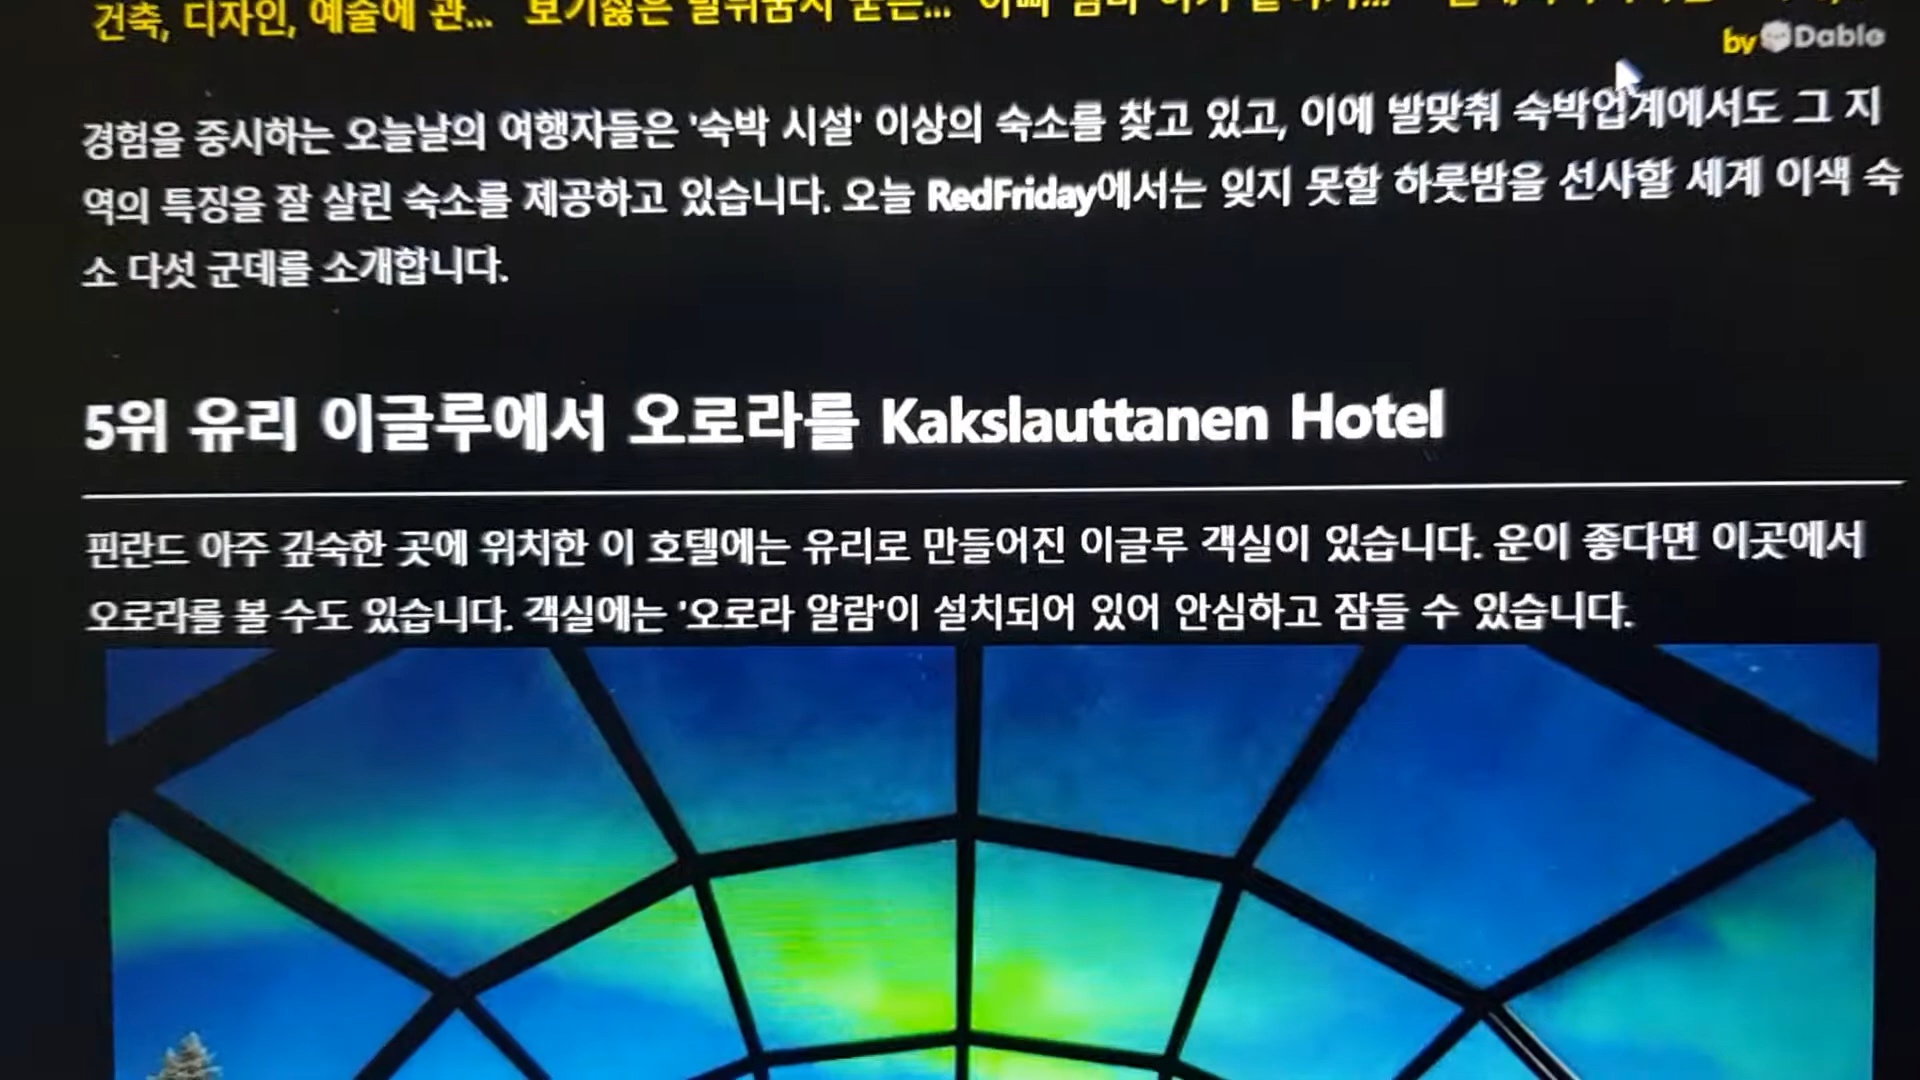 건축, 디자인, 예술에 관...
by Dable
경험을 중시하는 오늘날의 여행자들은 '숙박 시설' 이상의 숙소를 찾고 있고, 이에 발맞춰 숙박업계에서도 그 지
역의 특징을 잘 살린 숙소를 제공하고 있습니다. 오늘 RedFriday에서는 잊지 못할 하룻밤을 선사할 세계 이색 숙
소 다섯 군데를 소개합니다.
5위 유리 이글루에서 오로라를 Kakslauttanen Hotel
핀란드 아주 깊숙한 곳에 위치한 이 호텔에는 유리로 만들어진 이글루 객실이 있습니다. 운이 좋다면 이곳에서
오로라를 볼 수도 있습니다. 객실에는 '오로라 알람'이 설치되어 있어 안심하고 잠들 수 있습니다.